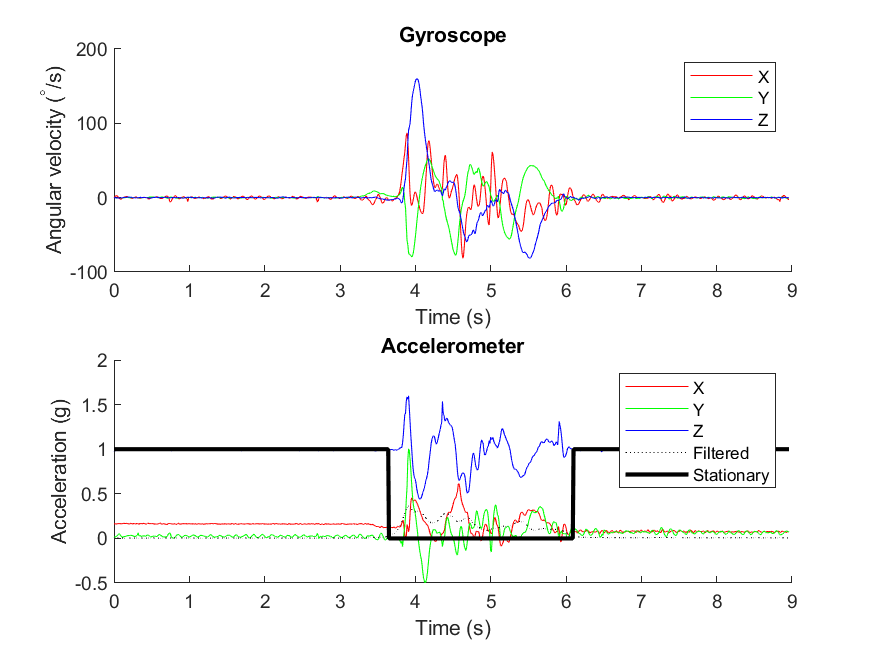 Gyroscope
200
100
0
-100
Angular velocity (°/s)
X
Y
Z
0 1 2 3 4 5 6 7 8 9
Time (s)
Accelerometer
2
1.5
1
0.5
0
-0.5
Acceleration (g)
X
Y
Z
Filtered
Stationary
0 1 2 3 4 5 6 7 8 9
Time (s)